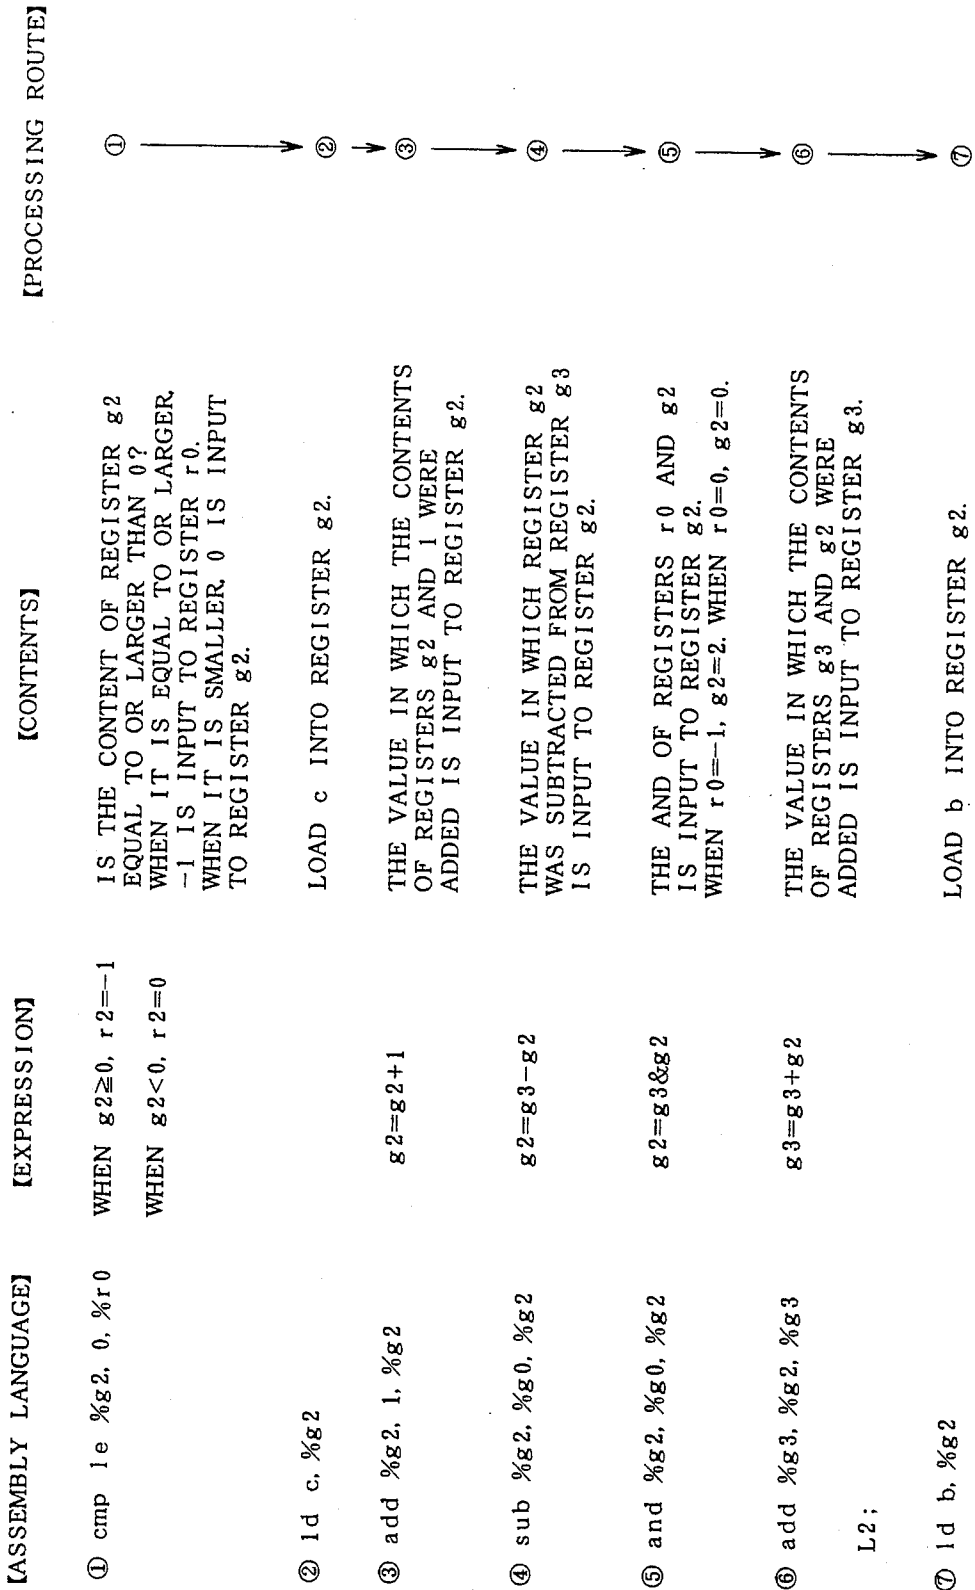 [ASSEMBLY LANGUAGE] [EXPRESSION] [CONTENTS] [PROCESSING ROUTE]
① cmp le %g2, 0, %r0
WHEN g2≧0, r2=-1
WHEN g2<0, r2=0
IS THE CONTENT OF REGISTER g2
EQUAL TO OR LARGER THAN 0?
WHEN IT IS EQUAL TO OR LARGER,
-1 IS INPUT TO REGISTER r0.
WHEN IT IS SMALLER, 0 IS INPUT
TO REGISTER g2.
①
② ld c, %g2
LOAD c INTO REGISTER g2.
②
③ add %g2, 1, %g2
g2=g2+1
THE VALUE IN WHICH THE CONTENTS
OF REGISTERS g2 AND 1 WERE
ADDED IS INPUT TO REGISTER g2.
③
④ sub %g2, %g0, %g2
g2=g3-g2
THE VALUE IN WHICH REGISTER g2
WAS SUBTRACTED FROM REGISTER g3
IS INPUT TO REGISTER g2.
④
⑤ and %g2, %g0, %g2
g2=g3&g2
THE AND OF REGISTERS r0 AND g2
IS INPUT TO REGISTER g2.
WHEN r0=-1, g2=2. WHEN r0=0, g2=0.
⑤
⑥ add %g3, %g2, %g3
g3=g3+g2
THE VALUE IN WHICH THE CONTENTS
OF REGISTERS g3 AND g2 WERE
ADDED IS INPUT TO REGISTER g3.
⑥
L2;
⑦ ld b, %g2
LOAD b INTO REGISTER g2.
⑦